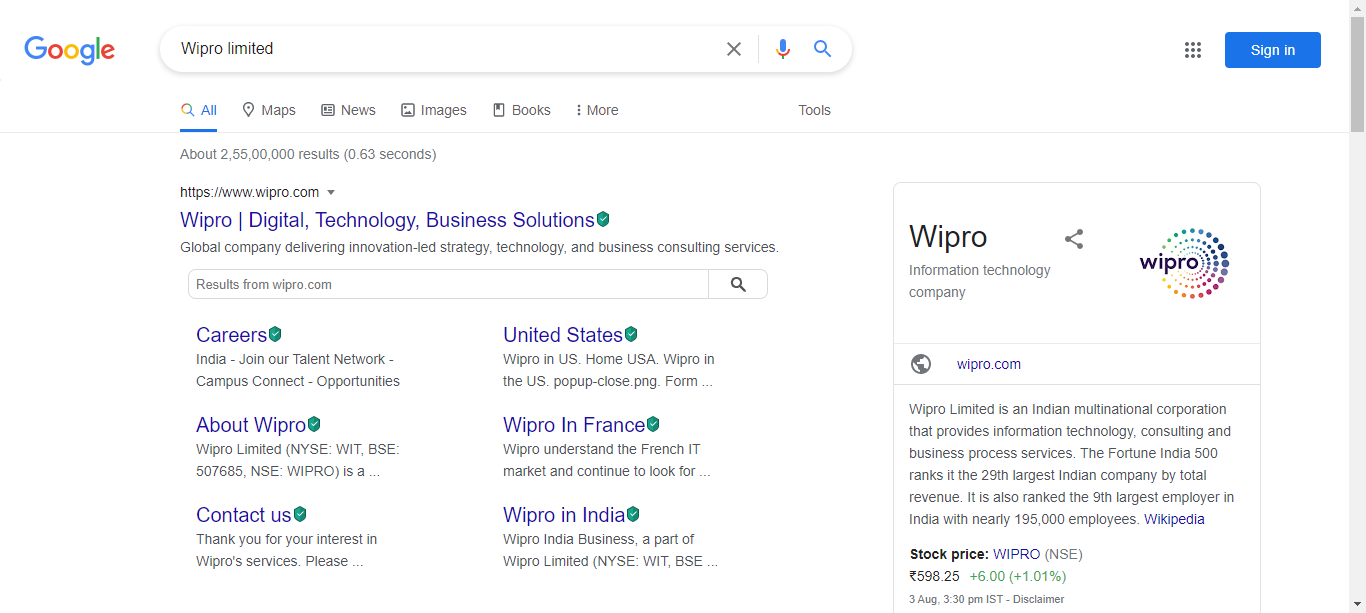 Google
Wipro limited
Sign in
All
Maps
News
Images
Books
More
Tools
About 2,55,00,000 results (0.63 seconds)
https://www.wipro.com
Wipro | Digital, Technology, Business Solutions
Global company delivering innovation-led strategy, technology, and business consulting services.
Results from wipro.com
Careers
India - Join our Talent Network -
Campus Connect - Opportunities
United States
Wipro in US. Home USA. Wipro in
the US. popup-close.png. Form ...
About Wipro
Wipro Limited (NYSE: WIT, BSE:
507685, NSE: WIPRO) is a ...
Wipro In France
Wipro understand the French IT
market and continue to look for ...
Contact us
Thank you for your interest in
Wipro's services. Please ...
Wipro in India
Wipro India Business, a part of
Wipro Limited (NYSE: WIT, BSE ...
Wipro
Information technology
company
wipro
wipro.com
Wipro Limited is an Indian multinational corporation
that provides information technology, consulting and
business process services. The Fortune India 500
ranks it the 29th largest Indian company by total
revenue. It is also ranked the 9th largest employer in
India with nearly 195,000 employees. Wikipedia
Stock price: WIPRO (NSE)
₹598.25 +6.00 (+1.01%)
3 Aug, 3:30 pm IST - Disclaimer